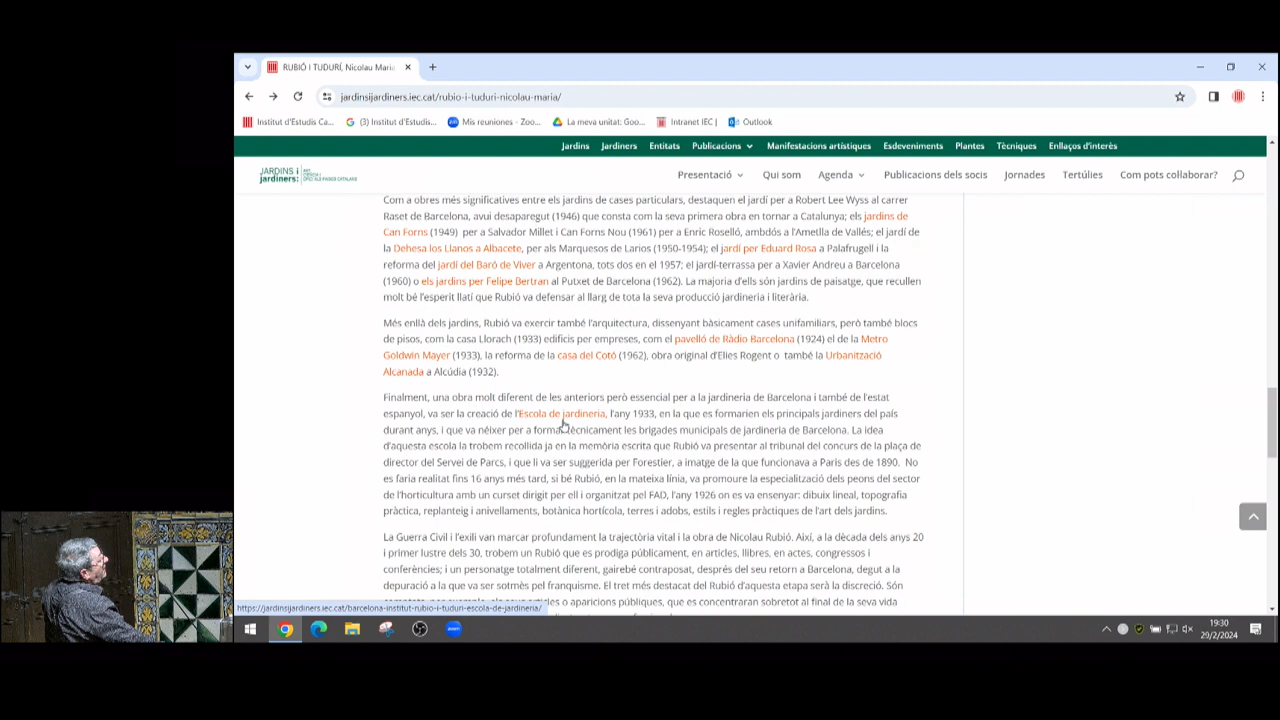 RUBIÓ I TUDURÍ, Nicolau Maria
jardinsijardiners.iec.cat/rubio-i-tuduri-nicolau-maria/
Institut d'Estudis Ca... (3) Institut d'Estudis... Mis reuniones - Zoo... La meva unitat: Goo... Intranet IEC | Outlook
Jardins Jardiners Entitats Publicacions Manifestacions artístiques Esdeveniments Plantes Tècniques Enllaços d'interès
JARDINS i
jardiners:
Presentació Qui som Agenda Publicacions dels socis Jornades Tertúlies Com pots collaborar?
Com a obres més significatives entre els jardins de cases particulars, destaquen el jardí per a Robert Lee Wyss al carrer
Raset de Barcelona, avui desaparegut (1946) que consta com la seva primera obra en tornar a Catalunya; els jardins de
Can Forns (1949) per a Salvador Millet i Can Forns Nou (1961) per a Enric Roselló, ambdós a l'Ametlla de Vallés; el jardí de
la Dehesa los Llanos a Albacete, per als Marquesos de Larios (1950-1954); el jardí per Eduard Rosa a Palafrugell i la
reforma del jardí del Baró de Viver a Argentona, tots dos en el 1957; el jardí-terrassa per a Xavier Andreu a Barcelona
(1960) o els jardins per Felipe Bertran al Putxet de Barcelona (1962). La majoria d'ells són jardins de paisatge, que recullen
molt bé l'esperit llatí que Rubió va defensar al llarg de tota la seva producció jardineria i literària.
Més enllà dels jardins, Rubió va exercir també l'arquitectura, dissenyant bàsicament cases unifamiliars, però també blocs
de pisos, com la casa Llorach (1933) edificis per empreses, com el pavelló de Ràdio Barcelona (1924) el de la Metro
Goldwin Mayer (1933), la reforma de la casa del Cotó (1962), obra original d'Elies Rogent o també la Urbanització
Alcanada a Alcúdia (1932).
Finalment, una obra molt diferent de les anteriors però essencial per a la jardineria de Barcelona i també de l'estat
espanyol, va ser la creació de l'Escola de jardineria, l'any 1933, en la que es formarien els principals jardiners del país
durant anys, i que va néixer per a formar tècnicament les brigades municipals de jardineria de Barcelona. La idea
d'aquesta escola la trobem recollida ja en la memòria escrita que Rubió va presentar al tribunal del concurs de la plaça de
director del Servei de Parcs, i que li va ser suggerida per Forestier, a imatge de la que funcionava a Paris des de 1890. No
es faria realitat fins 16 anys més tard, si bé Rubió, en la mateixa línia, va promoure la especialització dels peons del sector
de l'horticultura amb un curset dirigit per ell i organitzat pel FAD, l'any 1926 on es va ensenyar: dibuix lineal, topografia
pràctica, replanteig i anivellaments, botànica hortícola, terres i adobs, estils i regles pràctiques de l'art dels jardins.
La Guerra Civil i l'exili van marcar profundament la trajectòria vital i la obra de Nicolau Rubió. Així, a la dècada dels anys 20
i primer lustre dels 30, trobem un Rubió que es prodiga públicament, en articles, llibres, en actes, congressos i
conferències; i un personatge totalment diferent, gairebé contraposat, després del seu retorn a Barcelona, degut a la
depuració a la que va ser sotmès pel franquisme. El tret més destacat del Rubió d'aquesta etapa serà la discreció. Són
o aparicions públiques, que es concentraran sobretot al final de la seva vida
https://jardinsijardiners.iec.cat/barcelona-institut-rubio-i-tuduri-escola-de-jardineria/
19:30
29/2/2024